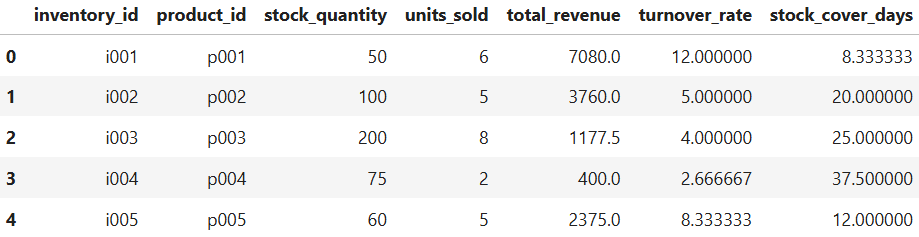 inventory_id product_id stock_quantity units_sold total_revenue turnover_rate stock_cover_days
0 i001 p001 50 6 7080.0 12.000000 8.333333
1 i002 p002 100 5 3760.0 5.000000 20.000000
2 i003 p003 200 8 1177.5 4.000000 25.000000
3 i004 p004 75 2 400.0 2.666667 37.500000
4 i005 p005 60 5 2375.0 8.333333 12.000000